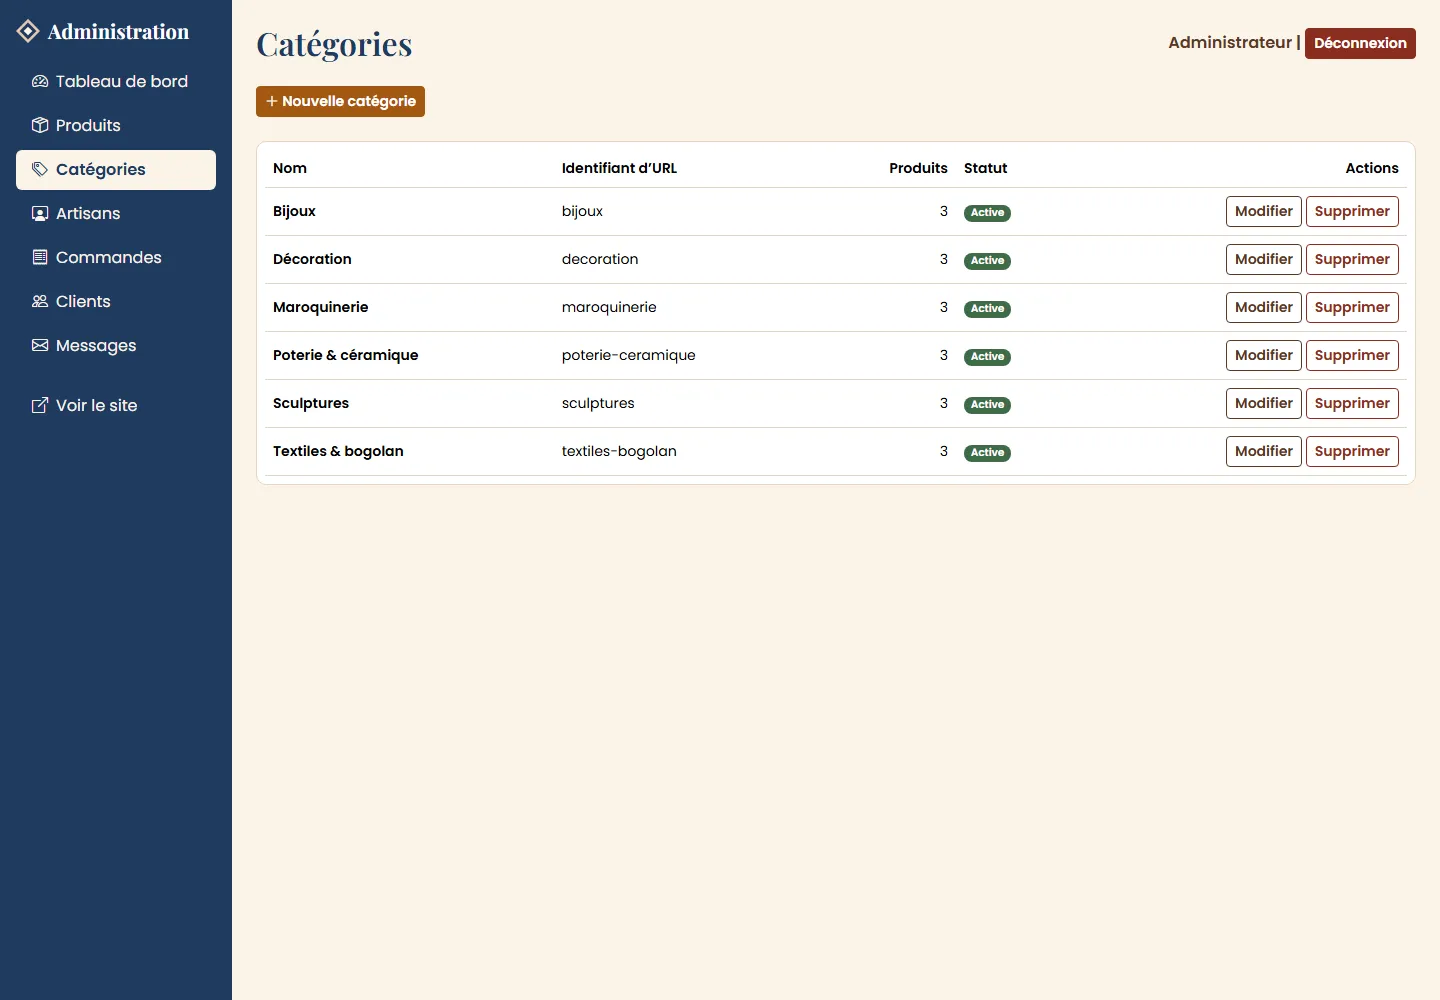 Administration
Tableau de bord
Produits
Catégories
Artisans
Commandes
Clients
Messages
Voir le site
Catégories
Administrateur | Déconnexion
+ Nouvelle catégorie
Nom Identifiant d’URL Produits Statut Actions
Bijoux bijoux 3 Active Modifier Supprimer
Décoration decoration 3 Active Modifier Supprimer
Maroquinerie maroquinerie 3 Active Modifier Supprimer
Poterie & céramique poterie-ceramique 3 Active Modifier Supprimer
Sculptures sculptures 3 Active Modifier Supprimer
Textiles & bogolan textiles-bogolan 3 Active Modifier Supprimer